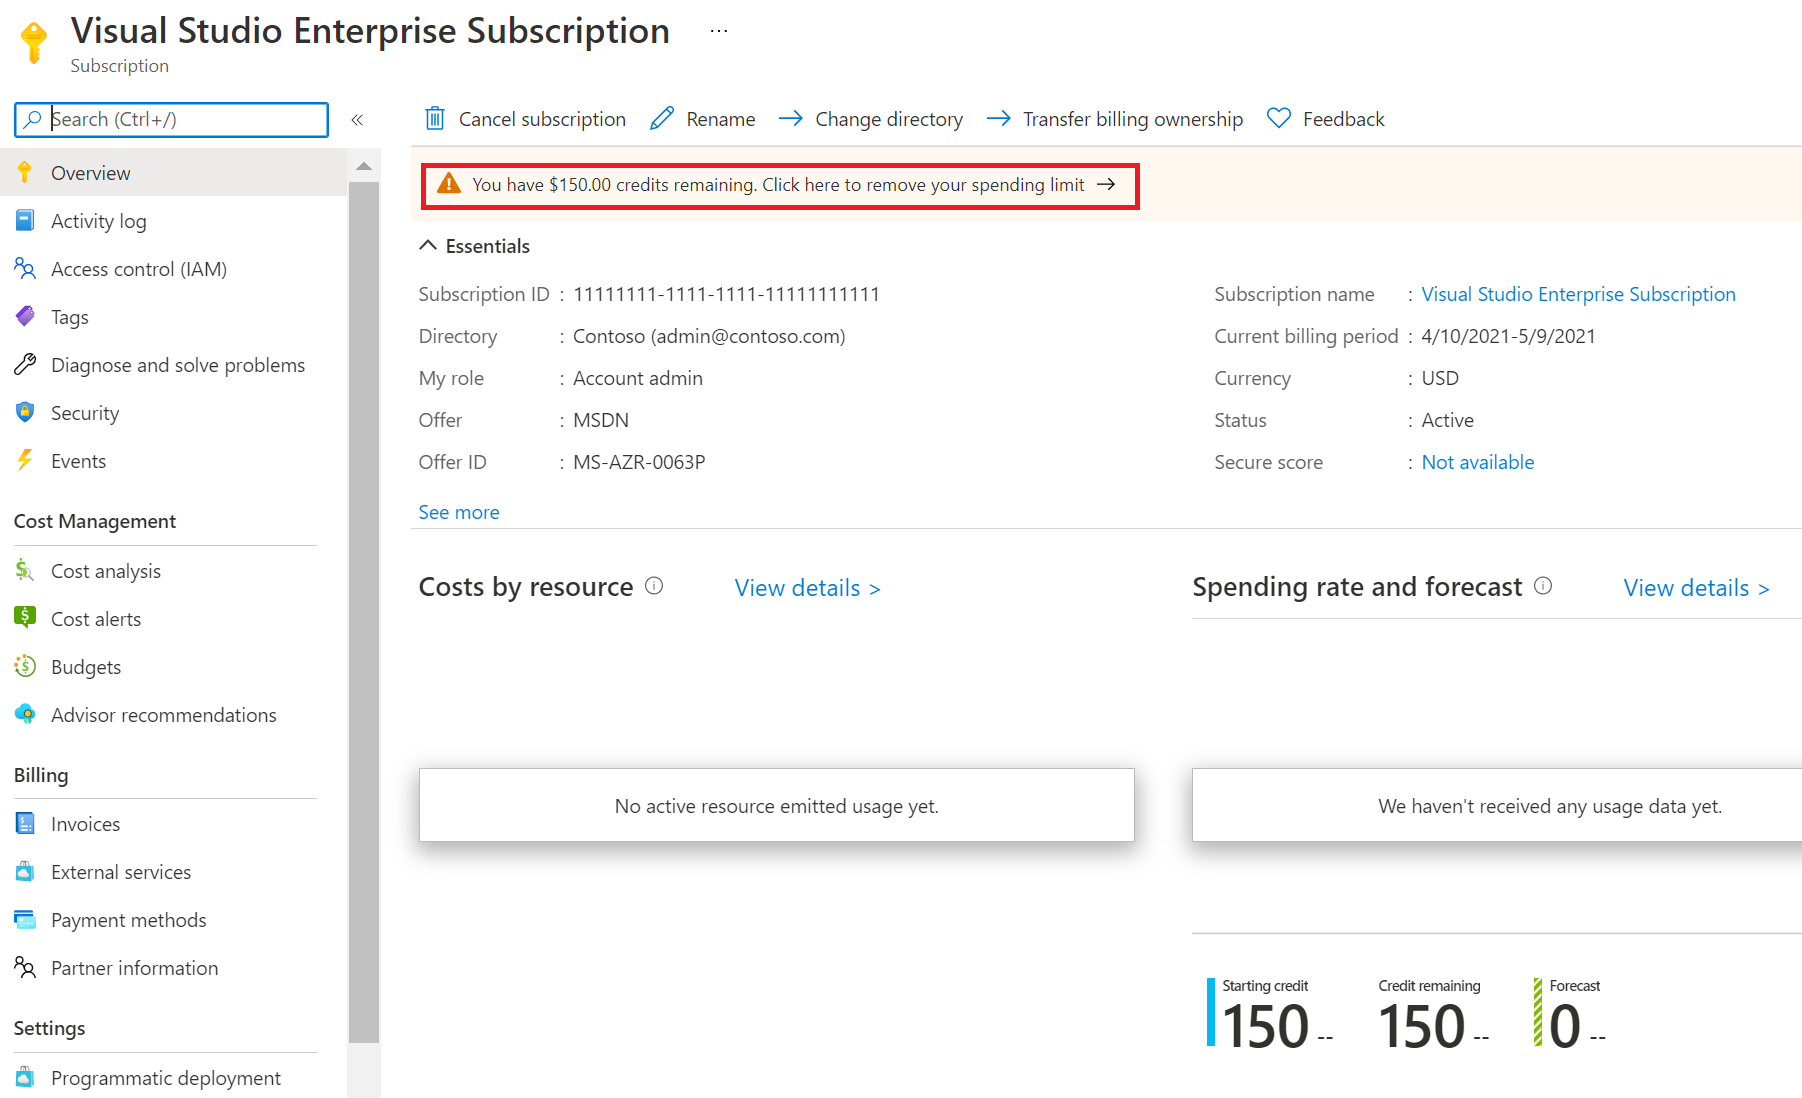 Visual Studio Enterprise Subscription ...
Subscription
Search (Ctrl+/) «
Overview
Activity log
Access control (IAM)
Tags
Diagnose and solve problems
Security
Events
Cost Management
Cost analysis
Cost alerts
Budgets
Advisor recommendations
Billing
Invoices
External services
Payment methods
Partner information
Settings
Programmatic deployment
Cancel subscription Rename Change directory Transfer billing ownership Feedback
You have $150.00 credits remaining. Click here to remove your spending limit →
Essentials
Subscription ID : 11111111-1111-1111-11111111111
Directory : Contoso (admin@contoso.com)
My role : Account admin
Offer : MSDN
Offer ID : MS-AZR-0063P
See more
Subscription name : Visual Studio Enterprise Subscription
Current billing period : 4/10/2021-5/9/2021
Currency : USD
Status : Active
Secure score : Not available
Costs by resource View details >
No active resource emitted usage yet.
Spending rate and forecast View details >
We haven't received any usage data yet.
Starting credit Credit remaining Forecast
150 -- 150 -- 0 --